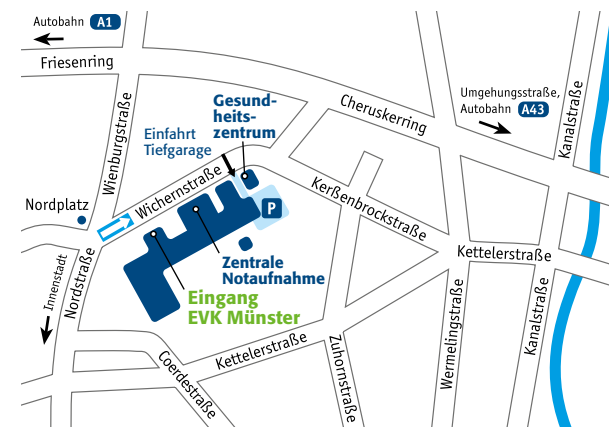 Autobahn A1
Friesenring
Umgehungsstraße,
Autobahn A43
Cheruskerring
Kanalstraße
Wienburgstraße
Gesund-
heits-
zentrum
Einfahrt
Tiefgarage
Wichernstraße
Kerßenbrockstraße
Nordplatz
P
Kettelerstraße
Zentrale
Notaufnahme
Innenstadt
Nordstraße
Eingang
EVK Münster
Kettelerstraße
Coerdestraße
Zuhornstraße
Wermelingstraße
Kanalstraße